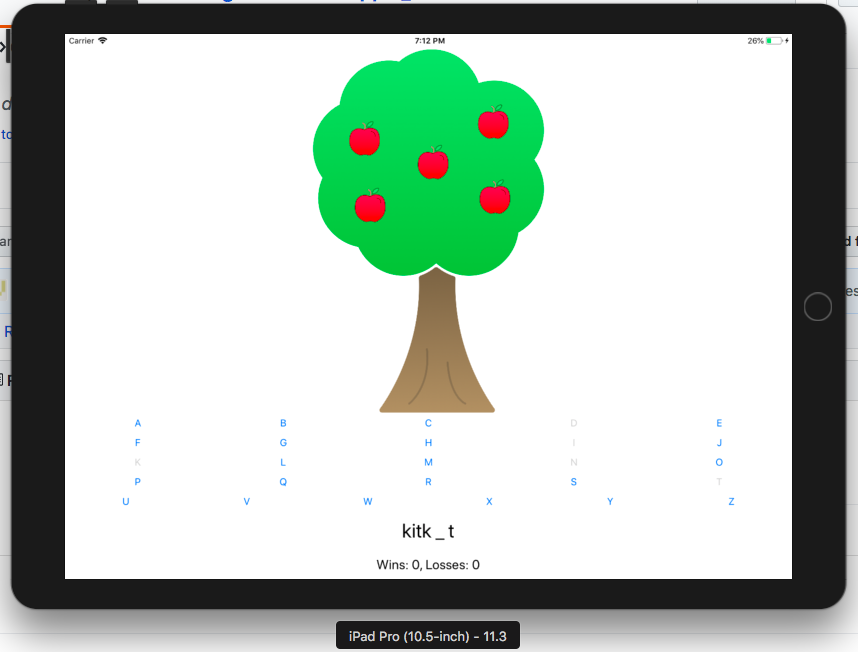 Carrier 7:12 PM 26%
A B C D E
F G H I J
K L M N O
P Q R S T
U V W X Y Z
kitk _ t
Wins: 0, Losses: 0
iPad Pro (10.5-inch) - 11.3